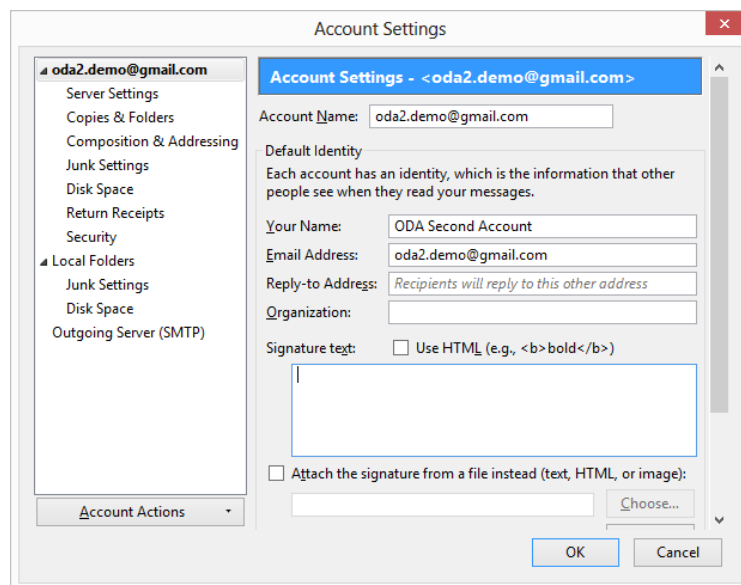 Account Settings
oda2.demo@gmail.com
Server Settings
Copies & Folders
Composition & Addressing
Junk Settings
Disk Space
Return Receipts
Security
Local Folders
Junk Settings
Disk Space
Outgoing Server (SMTP)
Account Actions
Account Settings - <oda2.demo@gmail.com>
Account Name: oda2.demo@gmail.com
Default Identity
Each account has an identity, which is the information that other
people see when they read your messages.
Your Name: ODA Second Account
Email Address: oda2.demo@gmail.com
Reply-to Address: Recipients will reply to this other address
Organization:
Signature text: Use HTML (e.g., <b>bold</b>)
Attach the signature from a file instead (text, HTML, or image):
Choose...
OK Cancel